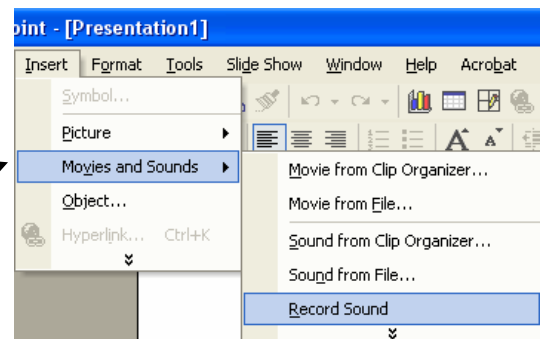 oint - [Presentation1]
Insert Format Tools Slide Show Window Help Acrobat
Symbol...
Picture
Movies and Sounds
Object...
Hyperlink... Ctrl+K
A A
Movie from Clip Organizer...
Movie from File...
Sound from Clip Organizer...
Sound from File...
Record Sound